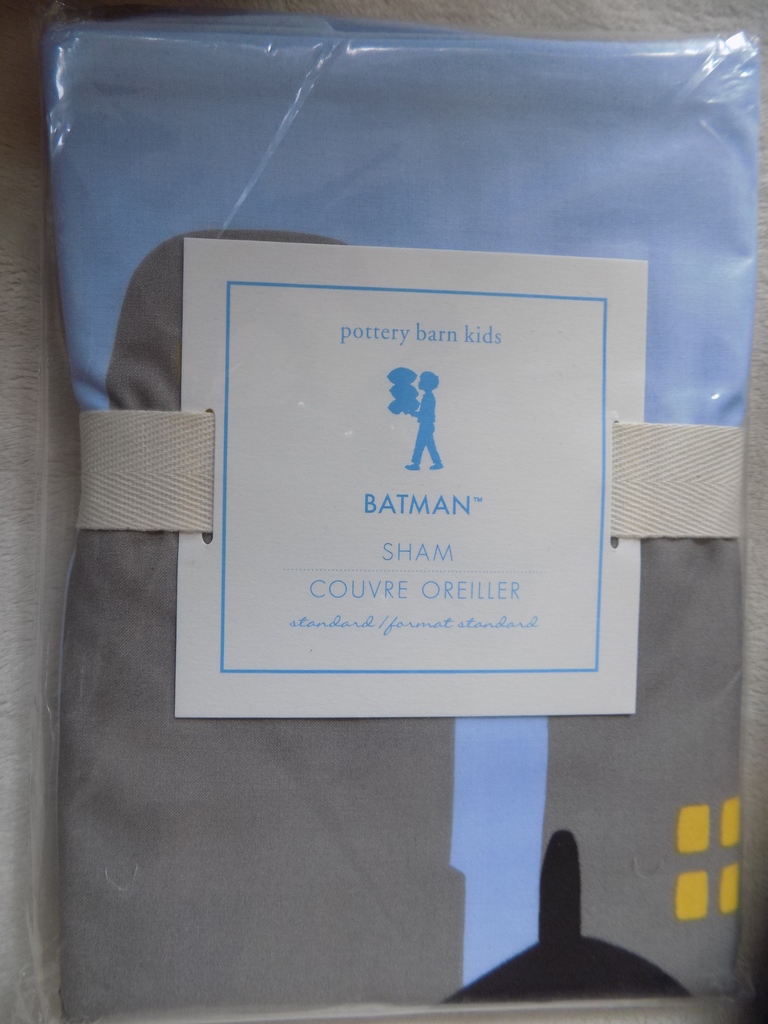 pottery barn kids
BATMAN™
SHAM
COUVRE OREILLER
standard / format standard